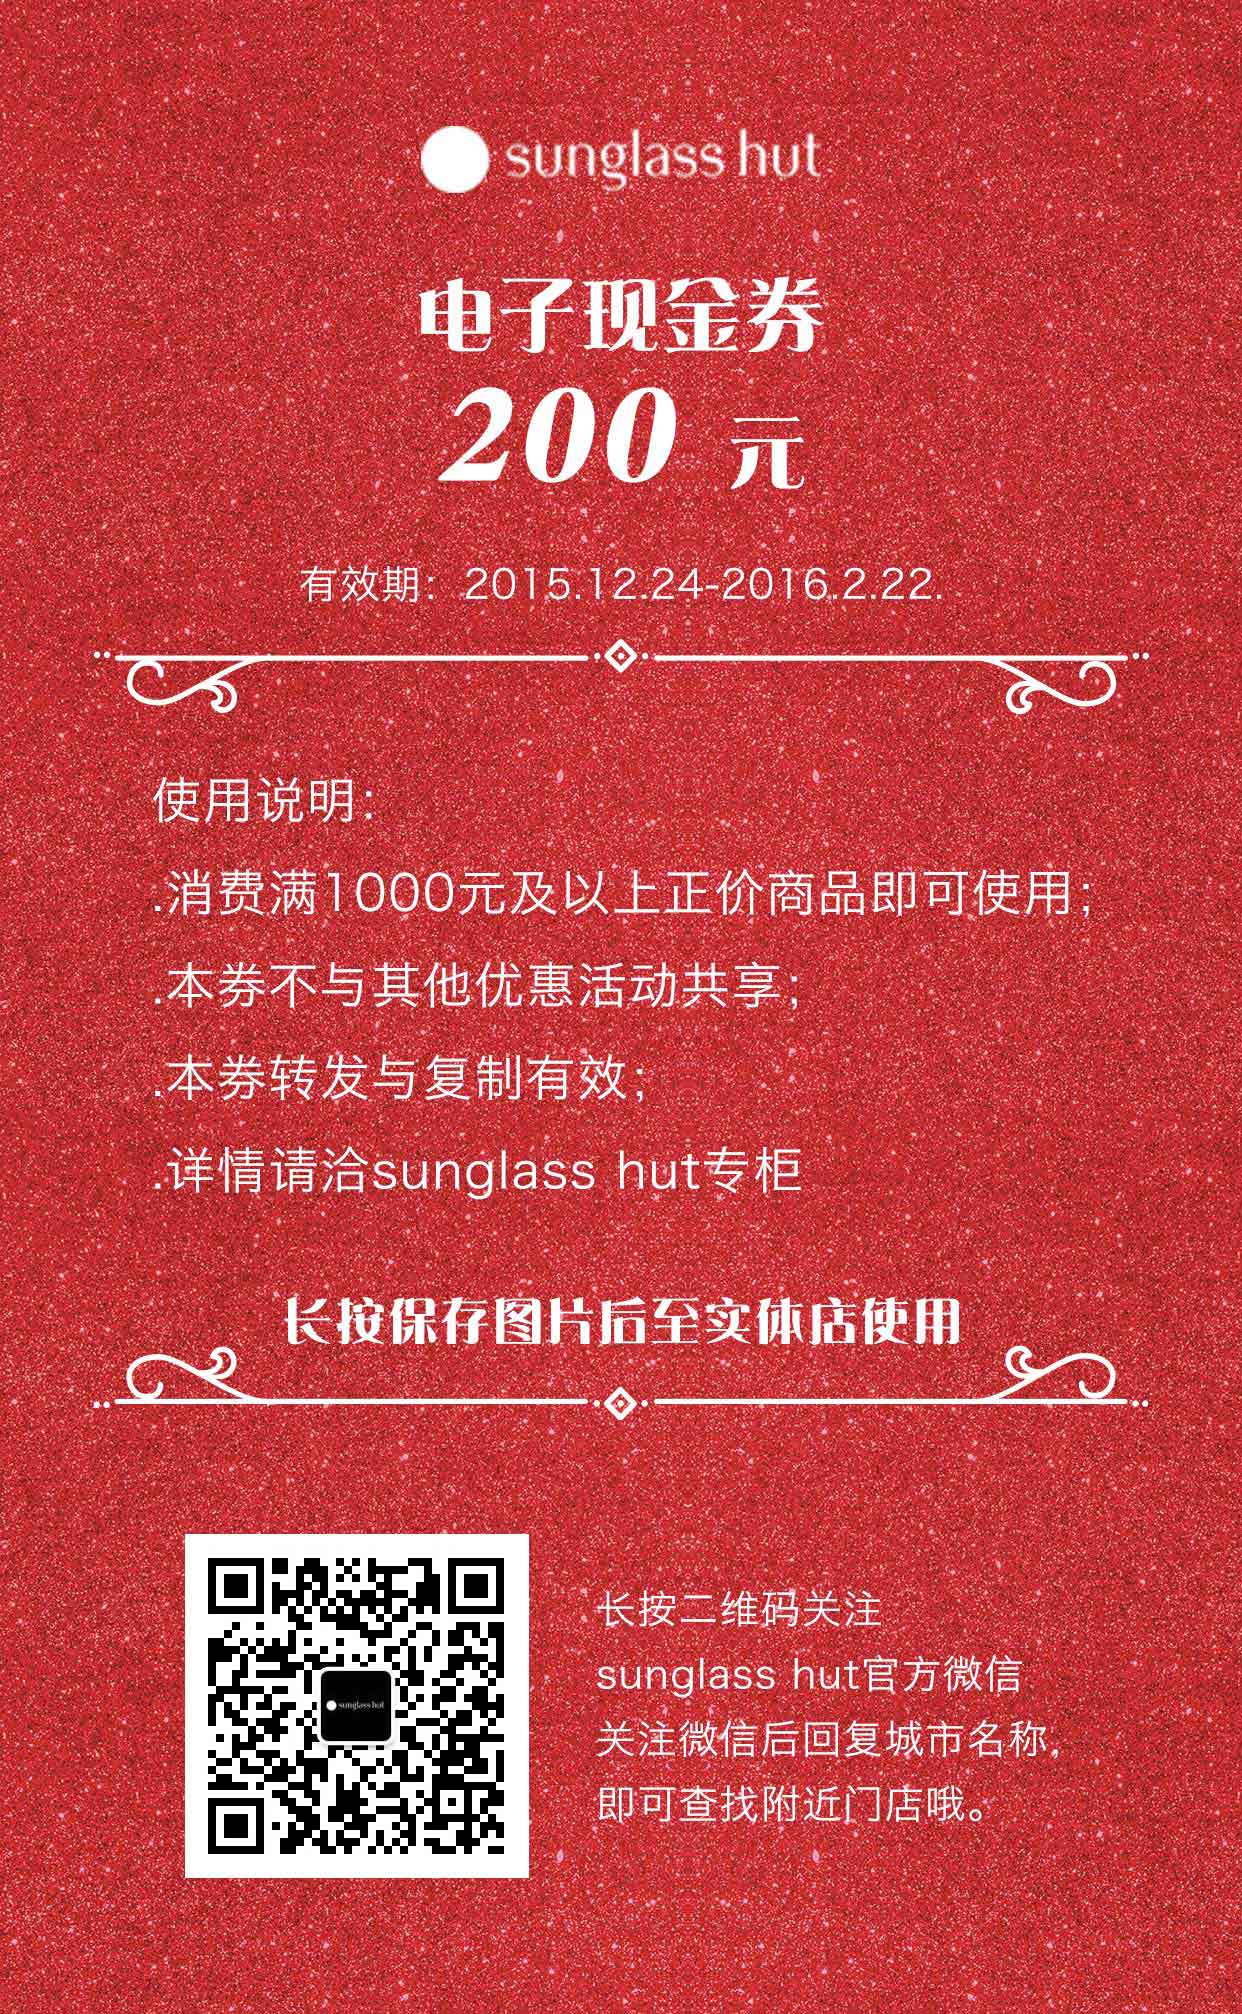 sunglass hut
电子现金券
200 元
有效期：2015.12.24-2016.2.22.
使用说明：
.消费满1000元及以上正价商品即可使用；
.本券不与其他优惠活动共享；
.本券转发与复制有效；
.详情请洽sunglass hut专柜
长按保存图片后至实体店使用
sunglass hut
长按二维码关注
sunglass hut官方微信
关注微信后回复城市名称，
即可查找附近门店哦。